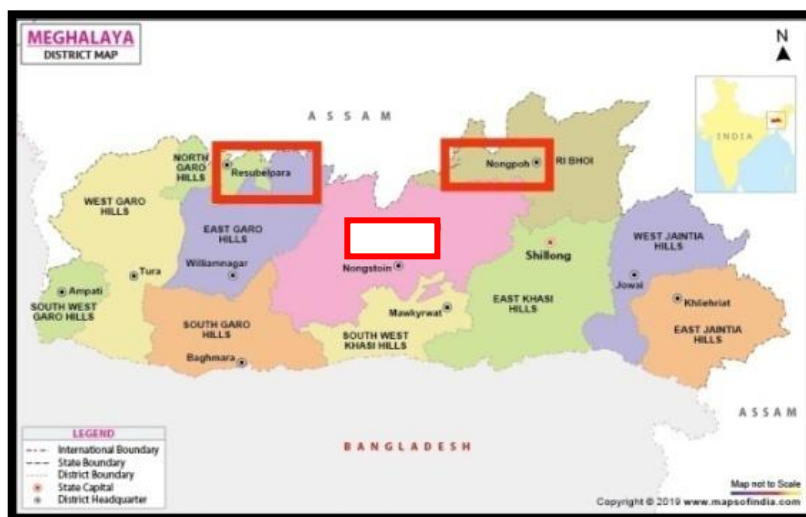 MEGHALAYA
DISTRICT MAP
N
ASSAM
INDIA
NORTH
GARO
HILLS
Resubelpara
Nongpoh
RI BHOI
WEST GARO
HILLS
EAST GARO
HILLS
Williamnagar
Tura
Ampati
SOUTH WEST
GARO HILLS
Nongstoin
Shillong
WEST JAINTIA
HILLS
Jowai
Khliehriat
EAST JAINTIA
HILLS
EAST KHASI
HILLS
Mawkyrwat
SOUTH WEST
KHASI HILLS
SOUTH GARO
HILLS
Baghmara
ASSAM
BANGLADESH
LEGEND
International Boundary
State Boundary
District Boundary
State Capital
District Headquarter
Map not to Scale
Copyright © 2019 www.mapsofindia.com